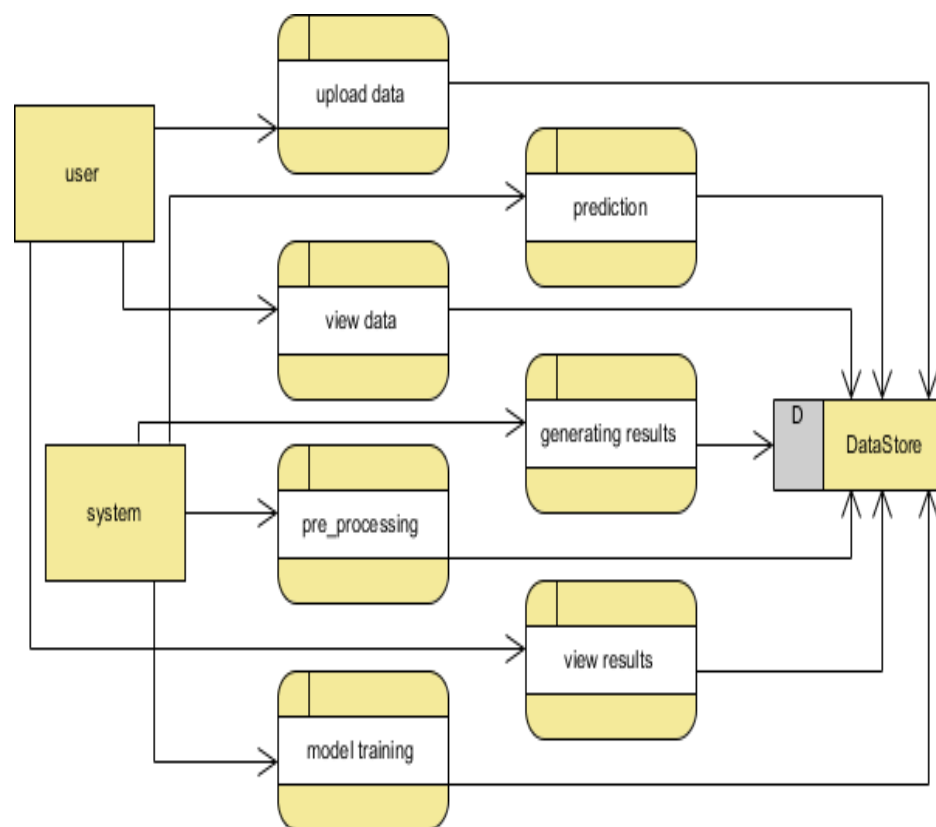 upload data
user
prediction
view data
generating results
D
DataStore
system
pre_processing
view results
model training